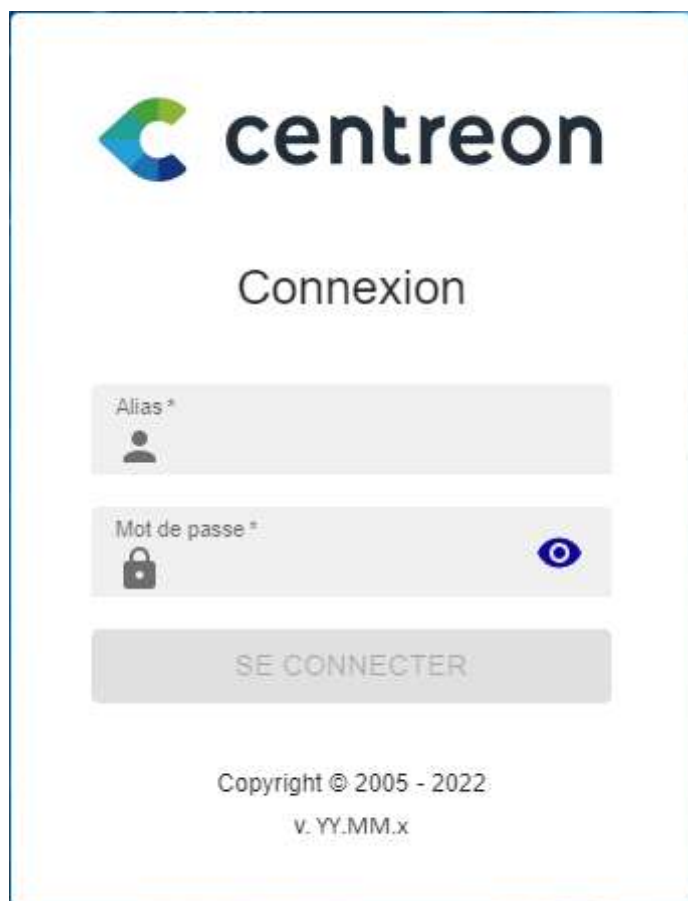 centreon
Connexion
Alias *
Mot de passe *
SE CONNECTER
Copyright © 2005 - 2022
v. YY.MM.x